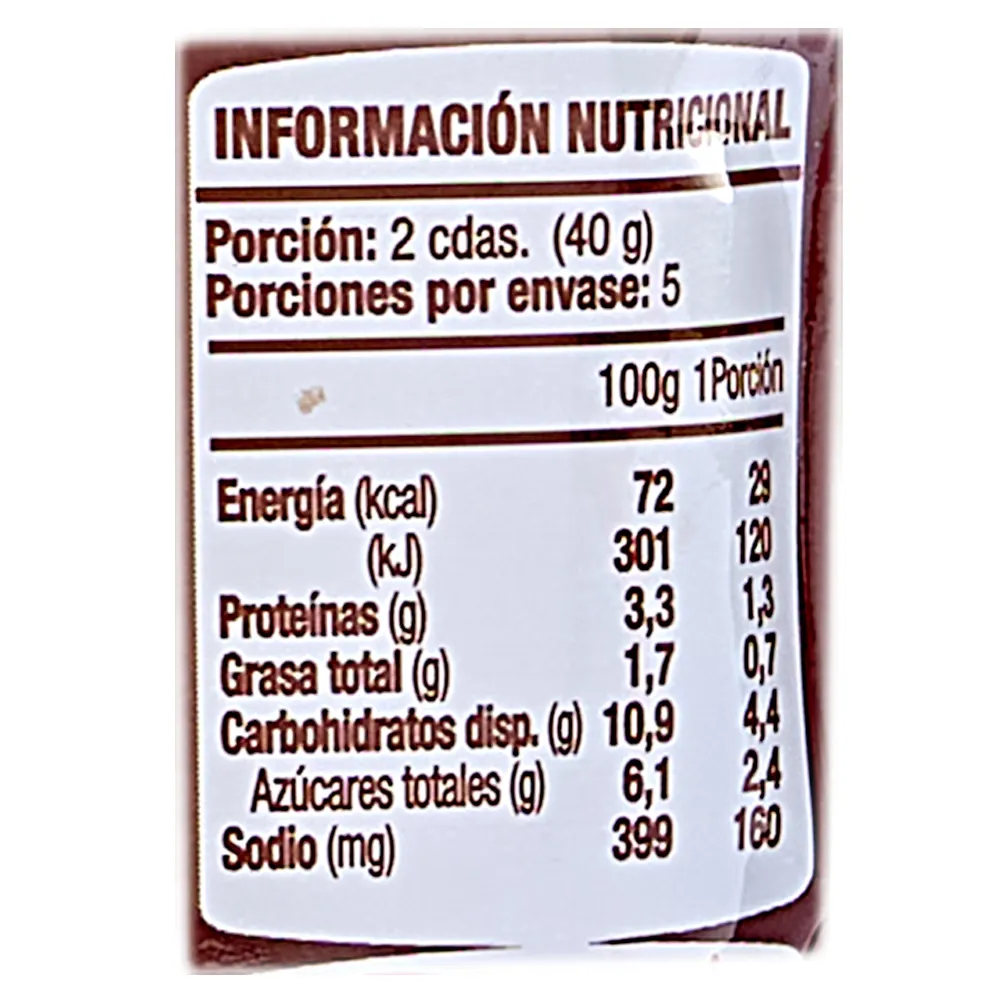 INFORMACIÓN NUTRICIONAL
Porción: 2 cdas. (40 g)
Porciones por envase: 5
100g 1Porción
Energía (kcal) 72 29
(kJ) 301 120
Proteínas (g) 3,3 1,3
Grasa total (g) 1,7 0,7
Carbohidratos disp. (g) 10,9 4,4
Azúcares totales (g) 6,1 2,4
Sodio (mg) 399 160